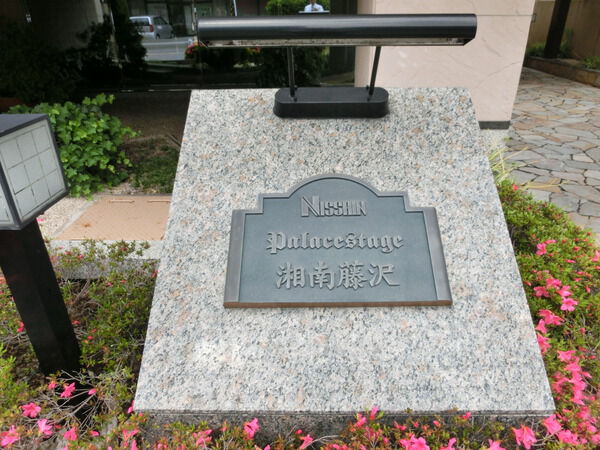 NISSHIN
Palacestage
湘南藤沢